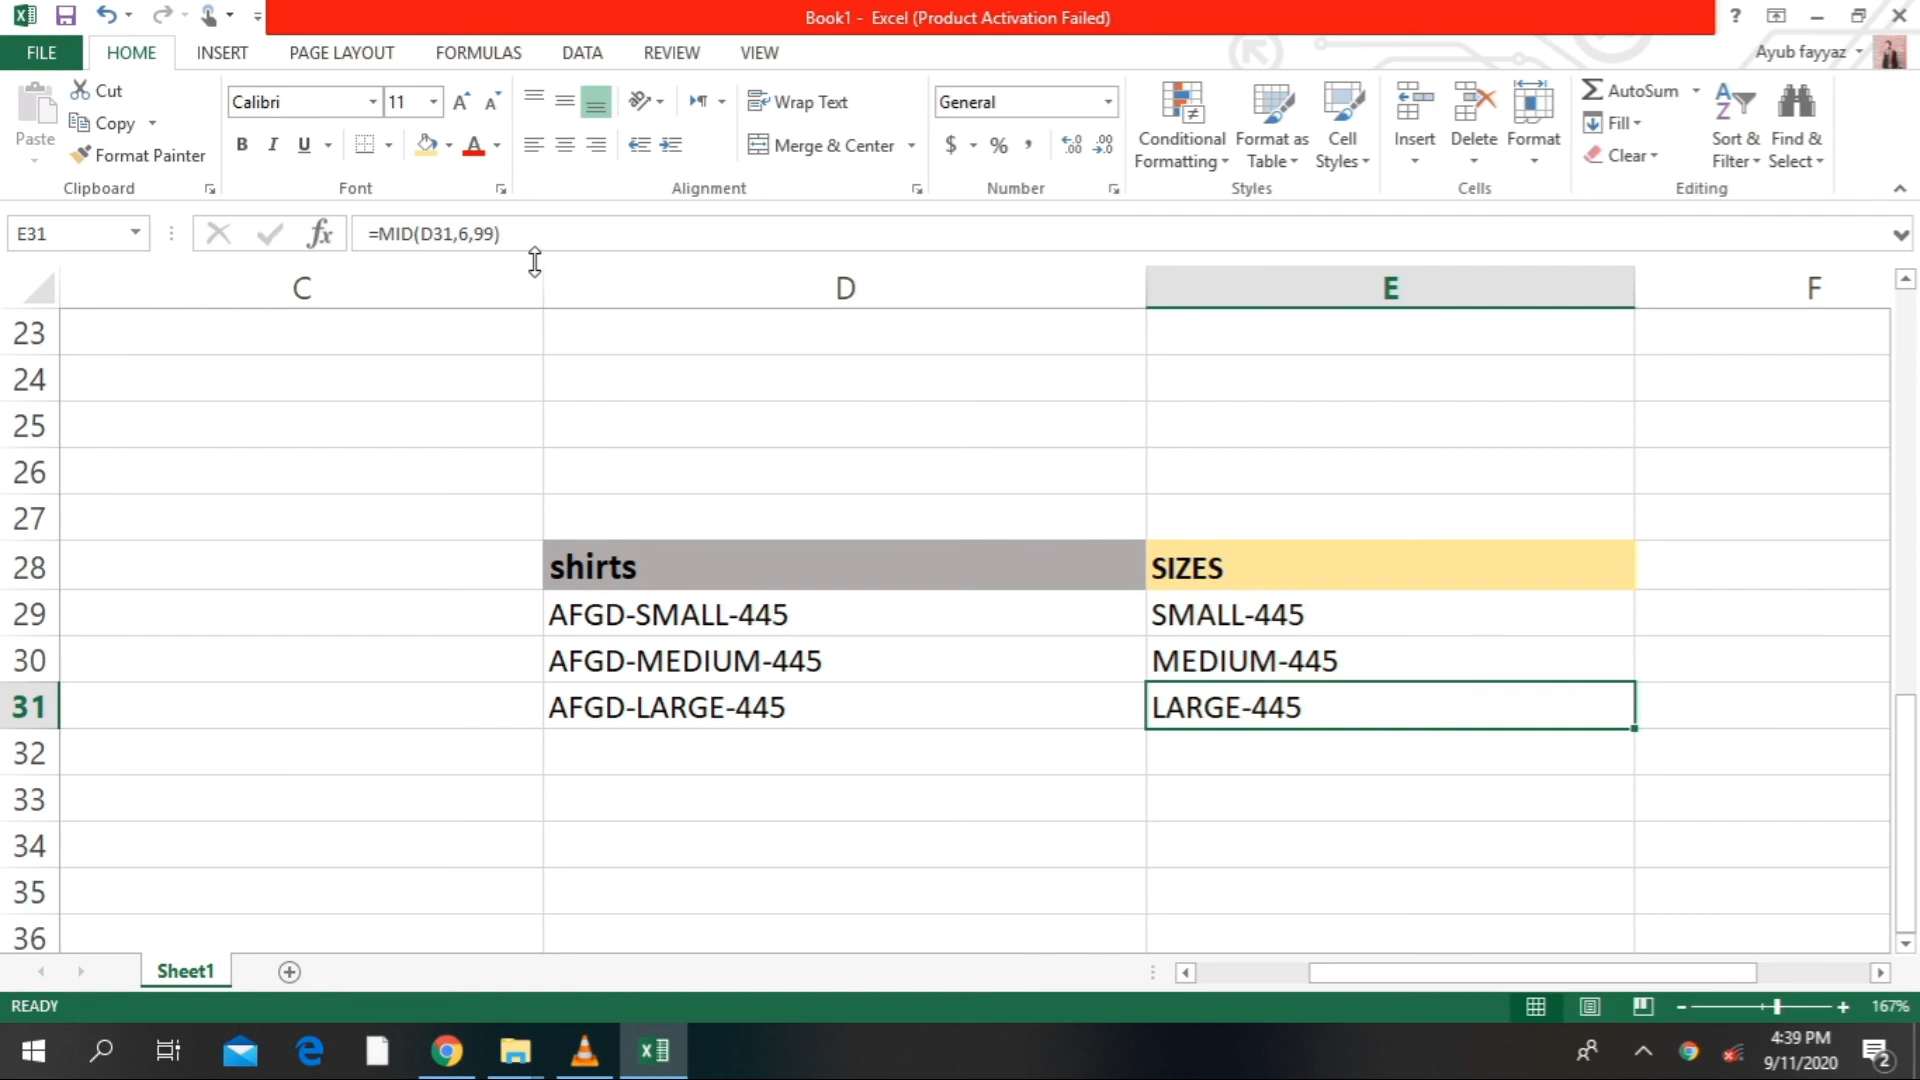 Book1 - Excel (Product Activation Failed)
FILE HOME INSERT PAGE LAYOUT FORMULAS DATA REVIEW VIEW Ayub fayyaz
Paste
Cut
Copy
Format Painter
Clipboard
Calibri 11
B I U A
Font
Wrap Text
Merge & Center
Alignment
General
$ %
Number
Conditional Formatting
Format as Table
Cell Styles
Styles
Insert Delete Format
Cells
AutoSum
Fill
Clear
Sort & Filter
Find & Select
Editing
E31 fx =MID(D31,6,99)
C D E F
23
24
25
26
27
28 shirts SIZES
29 AFGD-SMALL-445 SMALL-445
30 AFGD-MEDIUM-445 MEDIUM-445
31 AFGD-LARGE-445 LARGE-445
32
33
34
35
36
Sheet1
READY 167%
4:39 PM
9/11/2020
2